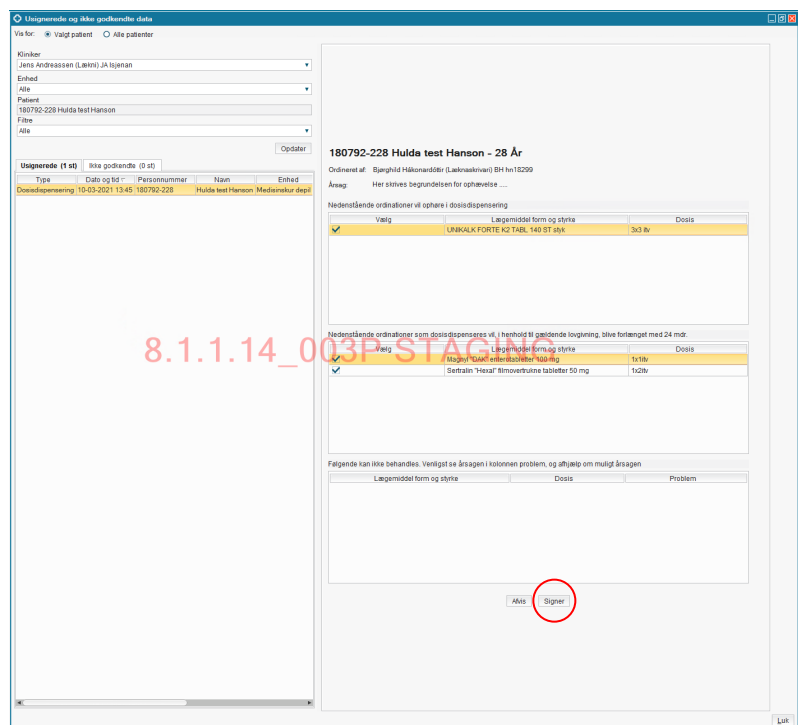 Usignerede og ikke godkendte data
Vis for: Valgt patient Alle patienter
Kliniker
Jens Andreassen (Lækni) JA Isjenan
Enhed
Alle
Patient
180792-228 Hulda test Hanson
Filtre
Alle
Opdater
Usignerede (1 st) Ikke godkendte (0 st)
Type Dato og tid Personnummer Navn Enhed
Dosisdispensering 10-03-2021 13:45 180792-228 Hulda test Hanson Medisinskur depil
180792-228 Hulda test Hanson - 28 År
Ordineret af: Bjørghild Hákonardóttir (Læknaskrivari) BH hn18299
Årsag: Her skrives begrundelsen for ophævelse .....
Nedenstående ordinationer vil ophøre i dosisdispensering
Vælg Lægemiddel form og styrke Dosis
UNIKALK FORTE K2 TABL 140 ST styk 3x3 itv
Nedenstående ordinationer som dosisdispenseres vil, i henhold til gældende lovgivning, blive forlænget med 24 mdr.
8.1.1.14_003P STAGING
Vælg Lægemiddel form og styrke Dosis
Magnyl "DAK" enterotabletter 100 mg 1x1itv
Sertralin "Hexal" filmovertrukne tabletter 50 mg 1x2itv
Følgende kan ikke behandles. Venligst se årsagen i kolonnen problem, og afhjælp om muligt årsagen
Lægemiddel form og styrke Dosis Problem
Afvis Signer
Luk